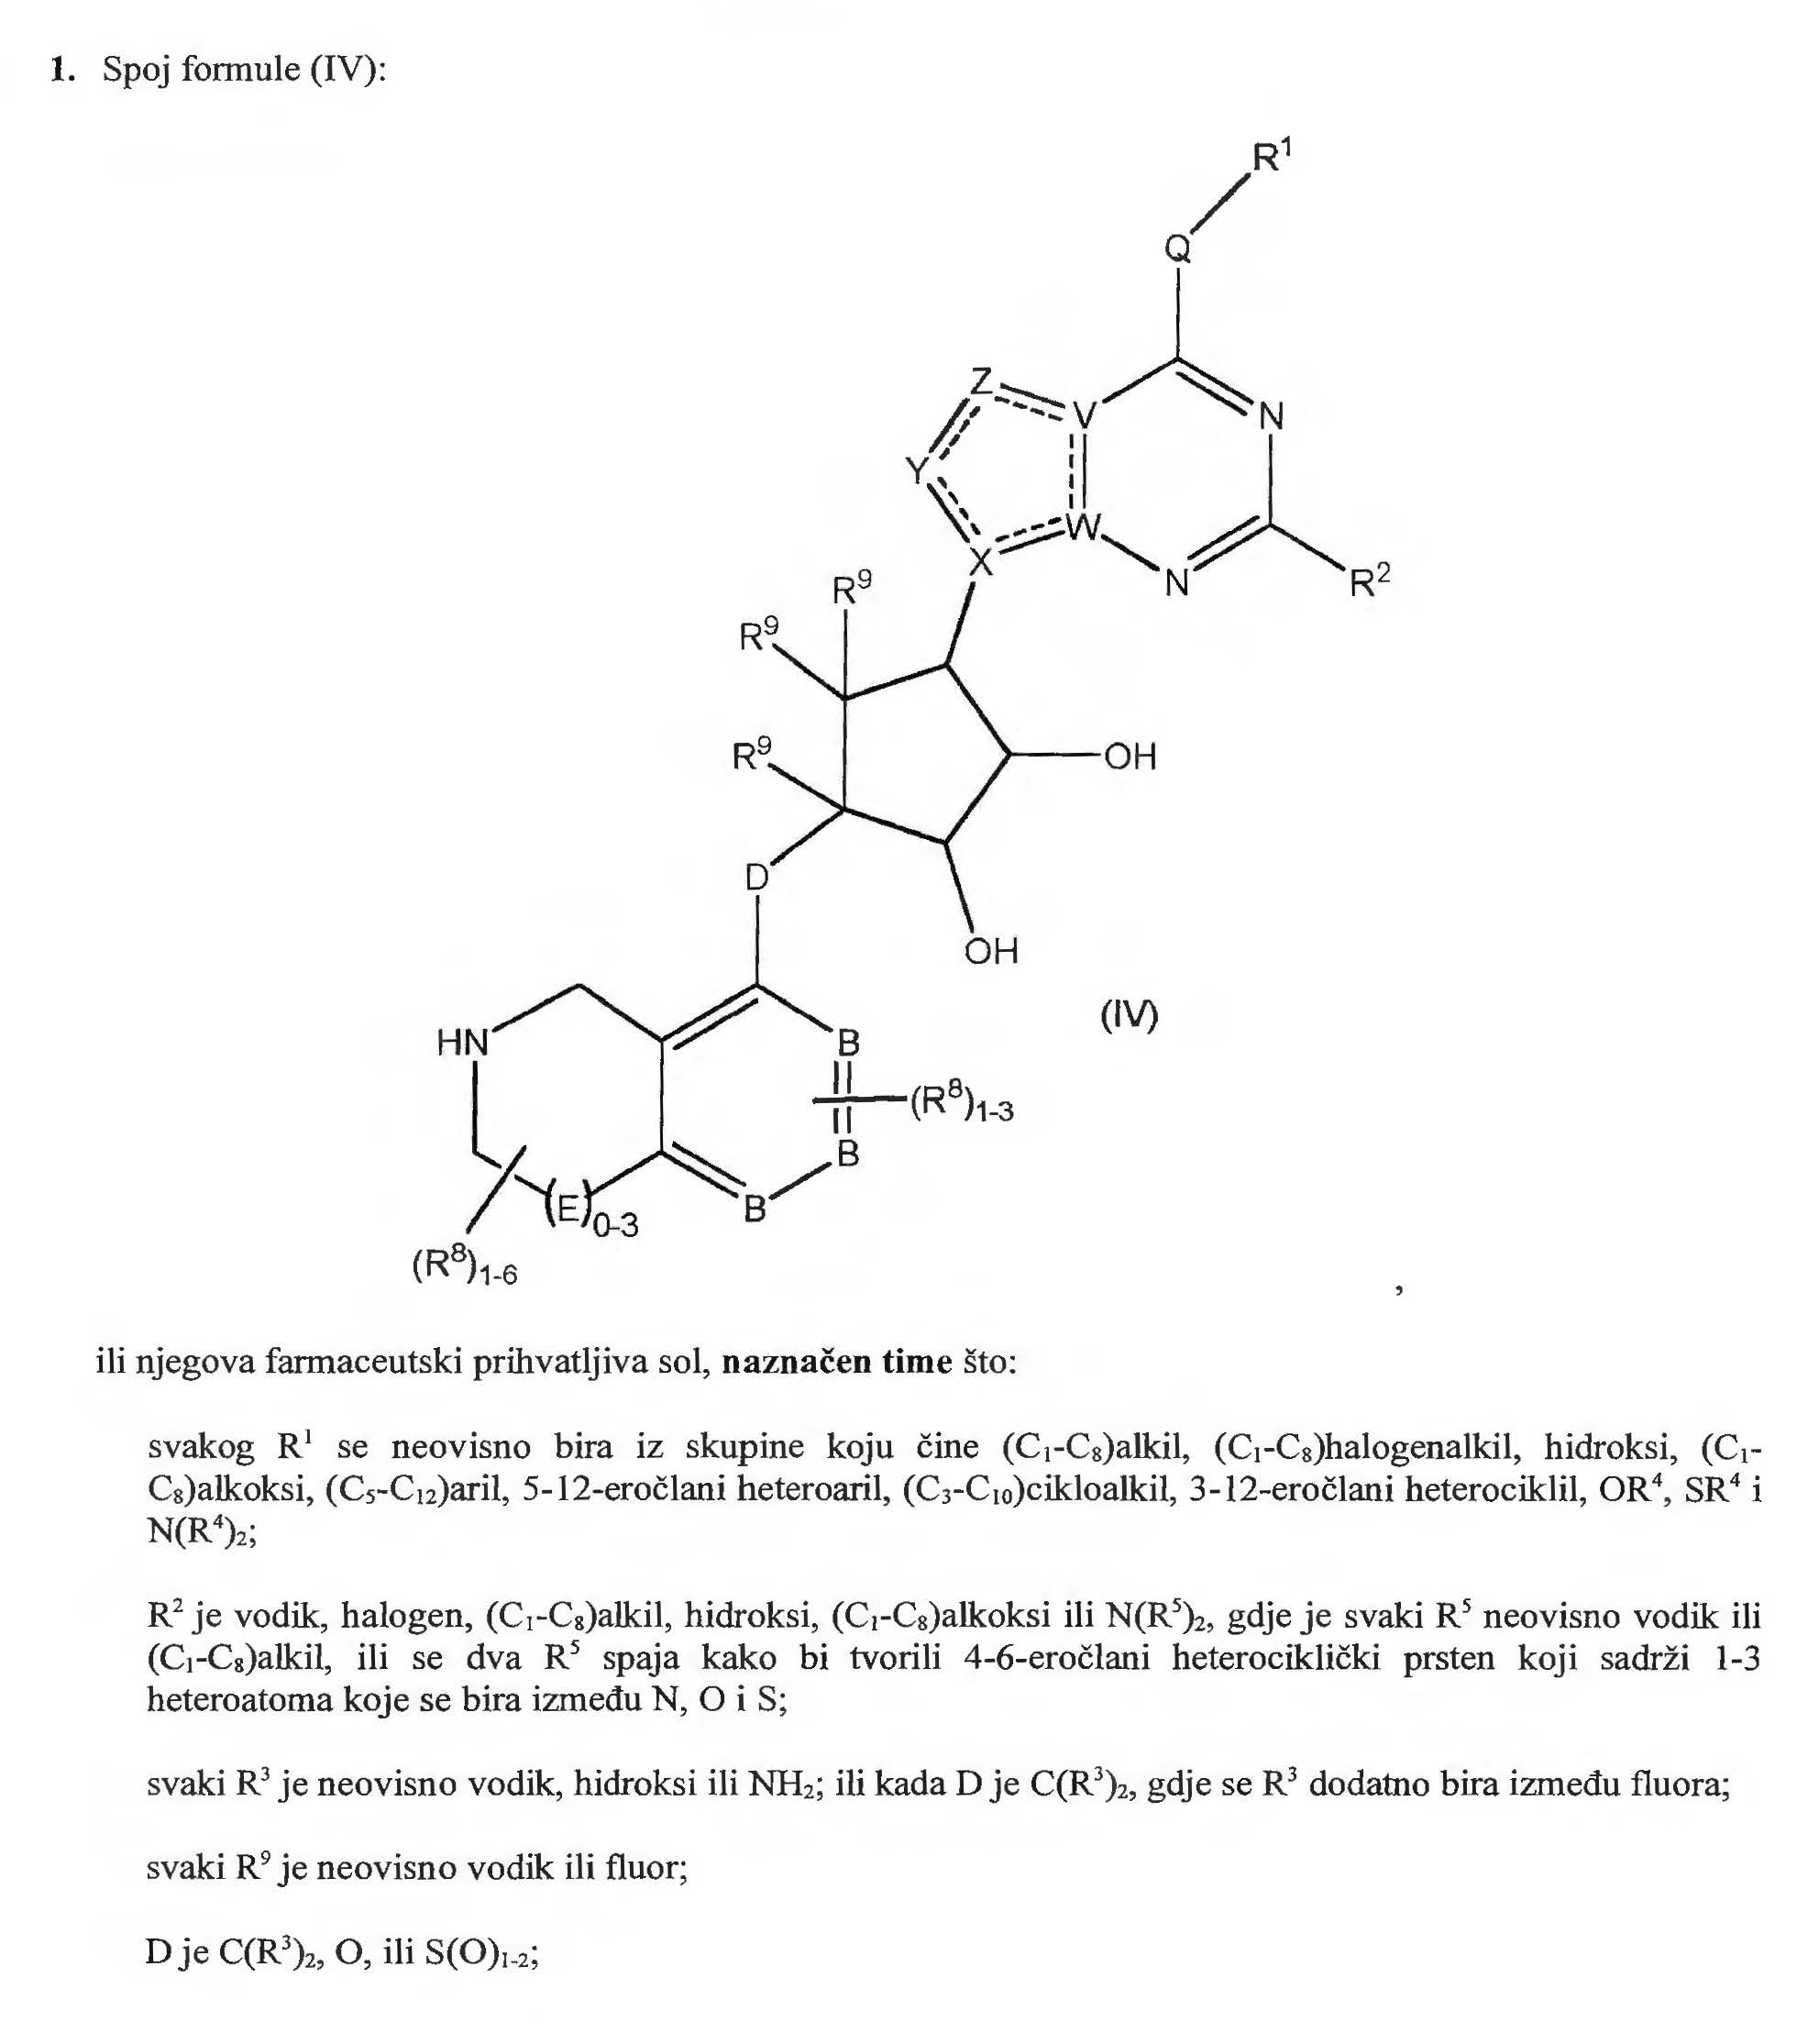 1. Spoj formule (IV):
R¹
Q
Z
V
N
Y
W
X
N
R²
R⁹
R⁹
R⁹
OH
D
OH
(IV)
HN
B
(R⁸)₁₋₃
B
B
(E)₀₋₃
(R⁸)₁₋₆
,
ili njegova farmaceutski prihvatljiva sol, naznačen time što:
svakog R¹ se neovisno bira iz skupine koju čine (C₁-C₈)alkil, (C₁-C₈)halogenalkil, hidroksi, (C₁-
C₈)alkoksi, (C₅-C₁₂)aril, 5-12-eročlani heteroaril, (C₃-C₁₀)cikloalkil, 3-12-eročlani heterociklil, OR⁴, SR⁴ i
N(R⁴)₂;
R² je vodik, halogen, (C₁-C₈)alkil, hidroksi, (C₁-C₈)alkoksi ili N(R⁵)₂, gdje je svaki R⁵ neovisno vodik ili
(C₁-C₈)alkil, ili se dva R⁵ spaja kako bi tvorili 4-6-eročlani heterociklički prsten koji sadrži 1-3
heteroatoma koje se bira između N, O i S;
svaki R³ je neovisno vodik, hidroksi ili NH₂; ili kada D je C(R³)₂, gdje se R³ dodatno bira između fluora;
svaki R⁹ je neovisno vodik ili fluor;
D je C(R³)₂, O, ili S(O)₁₋₂;